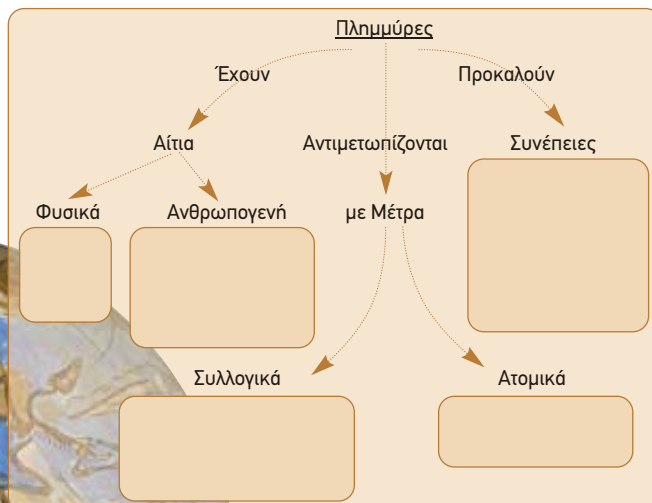 Πλημμύρες
Έχουν
Προκαλούν
Αίτια
Αντιμετωπίζονται
Συνέπειες
Φυσικά
Ανθρωπογενή
με Μέτρα
Συλλογικά
Ατομικά